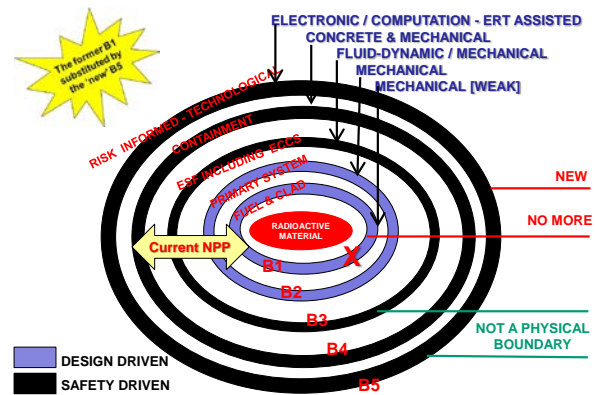 The former B1
substituted by
the 'new' B5
ELECTRONIC / COMPUTATION - ERT ASSISTED
CONCRETE & MECHANICAL
FLUID-DYNAMIC / MECHANICAL
MECHANICAL
MECHANICAL [WEAK]
RISK INFORMED - TECHNOLOGICAL
CONTAINMENT
ESF INCLUDING ECCS
PRIMARY SYSTEM
FUEL & CLAD
RADIOACTIVE
MATERIAL
Current NPP
X
B1
B2
B3
B4
B5
NEW
NO MORE
NOT A PHYSICAL
BOUNDARY
DESIGN DRIVEN
SAFETY DRIVEN